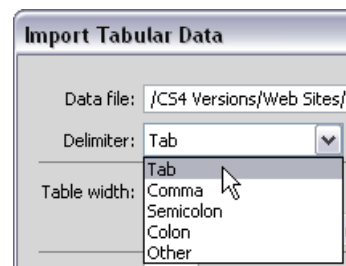 Import Tabular Data
Data file: /CS4 Versions/Web Sites/
Delimiter: Tab
Tab
Table width: Comma
Semicolon
Colon
Other